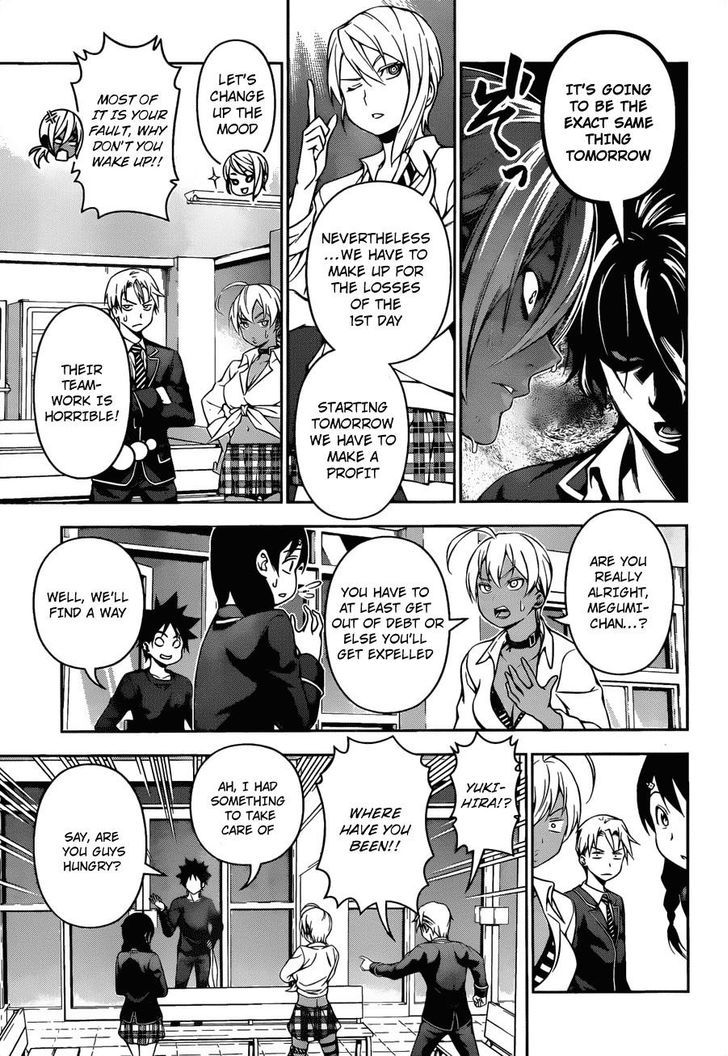 IT'S GOING
TO BE THE
EXACT SAME
THING
TOMORROW
ぞっ
NEVERTHELESS
...WE HAVE TO
MAKE UP FOR
THE LOSSES
OF THE
1ST DAY
STARTING
TOMORROW
WE HAVE TO
MAKE A
PROFIT
LET'S
CHANGE
UP THE
MOOD
MOST OF
IT IS YOUR
FAULT, WHY
DON'T YOU
WAKE UP!!
THEIR
TEAM-
WORK IS
HORRIBLE!
ARE YOU
REALLY
ALRIGHT,
MEGUMI-
CHAN...?
YOU HAVE TO
AT LEAST GET
OUT OF DEBT OR
ELSE YOU'LL
GET EXPELLED
WELL, WE'LL
FIND A WAY
YUKI-
HIRA!?
WHERE
HAVE YOU
BEEN!!
AH, I HAD
SOMETHING
TO TAKE
CARE OF
SAY, ARE
YOU GUYS
HUNGRY?